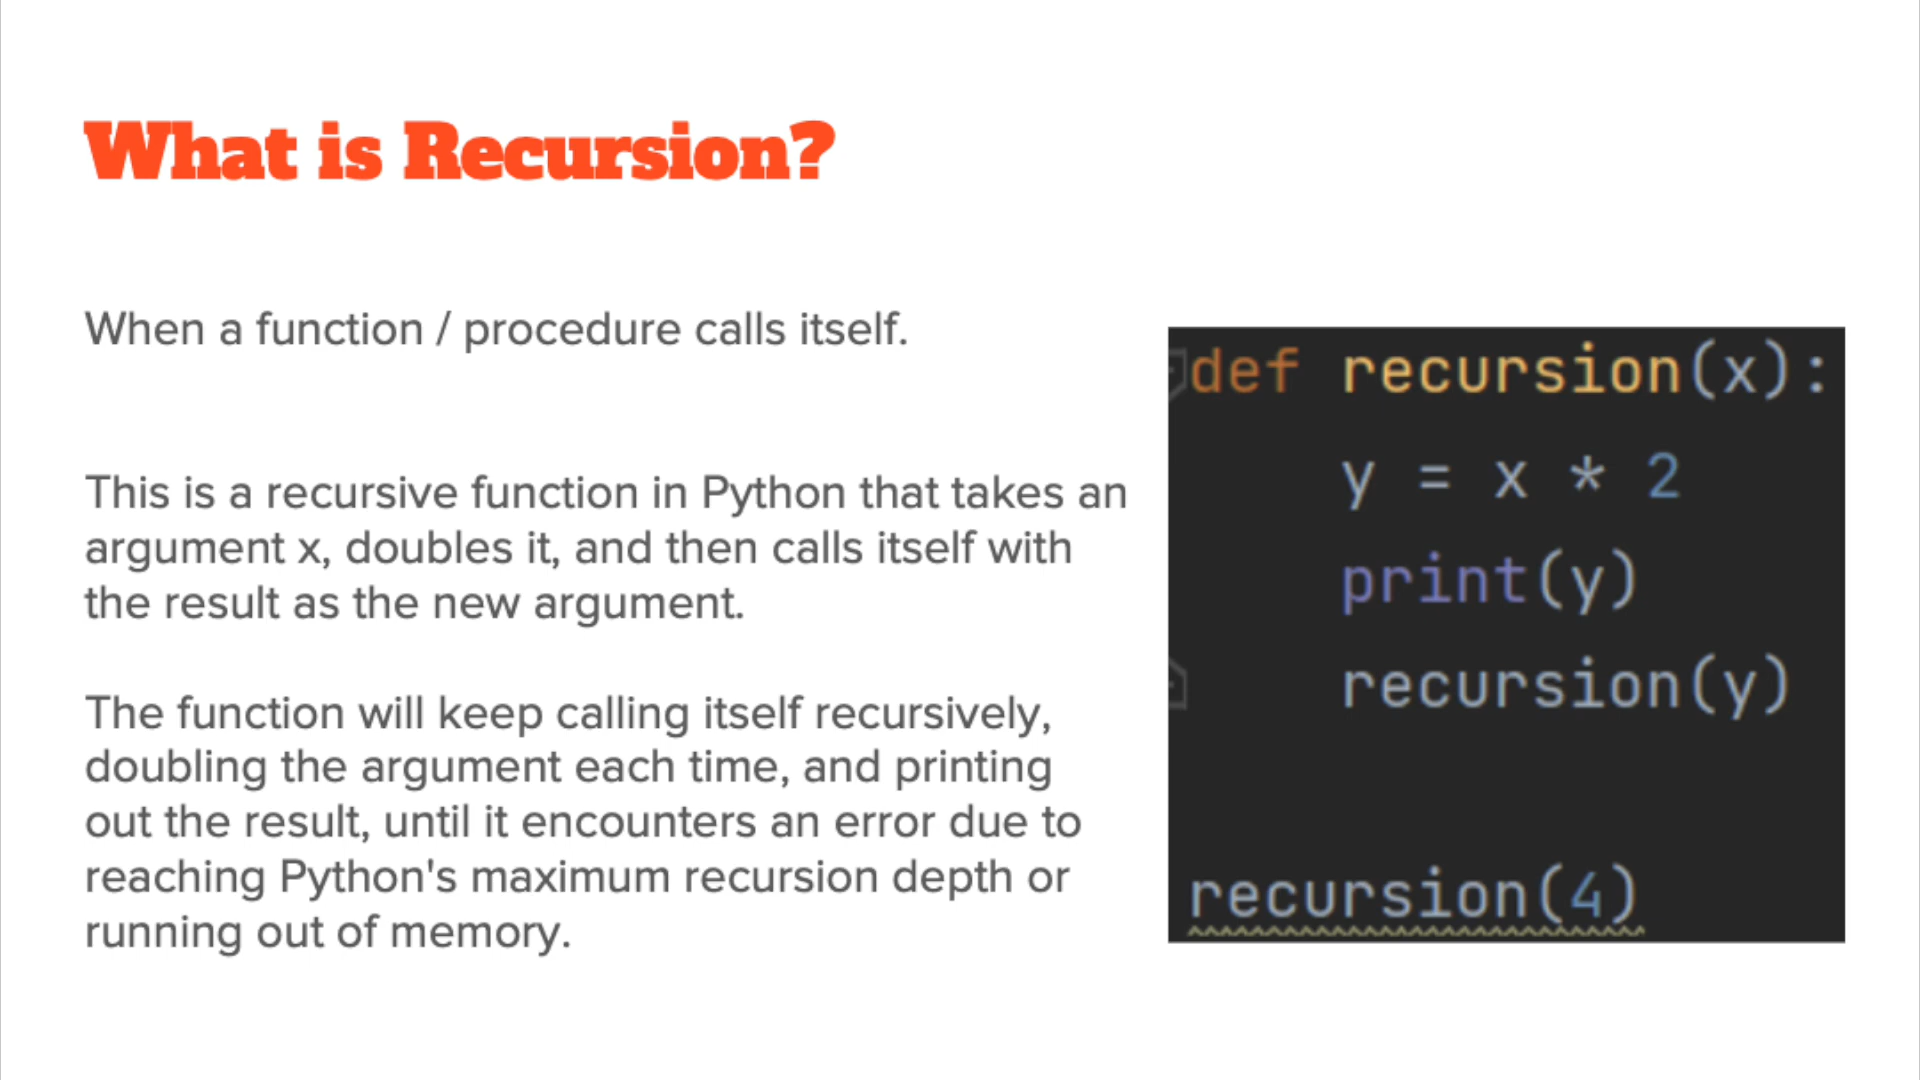 What is Recursion?
When a function / procedure calls itself.
This is a recursive function in Python that takes an
argument x, doubles it, and then calls itself with
the result as the new argument.
The function will keep calling itself recursively,
doubling the argument each time, and printing
out the result, until it encounters an error due to
reaching Python's maximum recursion depth or
running out of memory.
def recursion(x):
    y = x * 2
    print(y)
    recursion(y)
recursion(4)